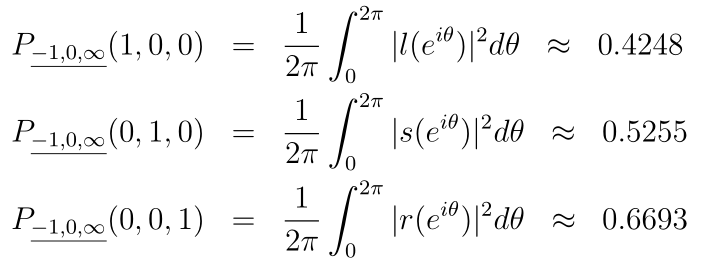 P_{\underline{-1,0,\infty}}(1,0,0) = \frac{1}{2\pi} \int_0^{2\pi} |l(e^{i\theta})|^2 d\theta ≈ 0.4248
P_{\underline{-1,0,\infty}}(0,1,0) = \frac{1}{2\pi} \int_0^{2\pi} |s(e^{i\theta})|^2 d\theta ≈ 0.5255
P_{\underline{-1,0,\infty}}(0,0,1) = \frac{1}{2\pi} \int_0^{2\pi} |r(e^{i\theta})|^2 d\theta ≈ 0.6693